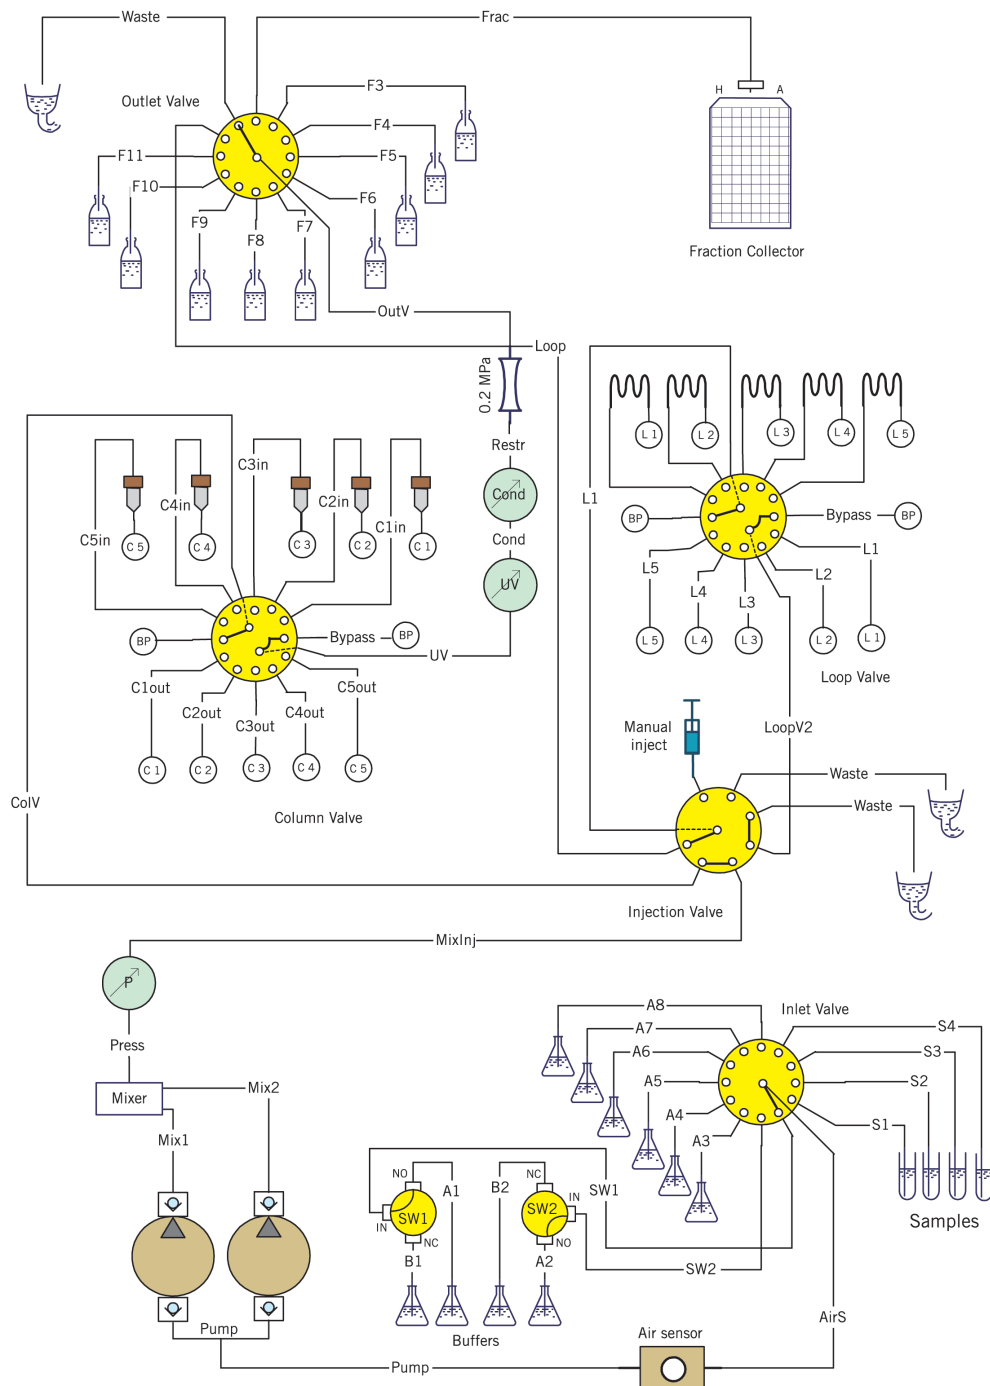 Waste
Frac
Outlet Valve
F3
H
A
F4
F11
F5
F10
F6
F9
F8
F7
Fraction Collector
OutV
Loop
0.2 MPa
L 1
L 2
L 3
L 4
L 5
Restr
C3in
Cond
L1
C4in
C2in
C1in
BP
Bypass
BP
C5in
C 5
C 4
C 3
C 2
C 1
Cond
L1
L5
L2
UV
L4
L3
BP
Bypass
BP
L 5
L 4
L 3
L 2
L 1
UV
Loop Valve
C1out
C5out
C2out
C4out
C3out
Manual
inject
LoopV2
C 1
C 2
C 3
C 4
C 5
Waste
ColV
Column Valve
Waste
Injection Valve
MixInj
P
A8
Inlet Valve
A7
S4
Press
A6
S3
Mixer
Mix2
A5
S2
A4
S1
Mix1
A3
NO
A1
B2
NC
SW1
IN
SW1
SW2
IN
NC
NO
Samples
B1
A2
SW2
Pump
Buffers
Air sensor
AirS
Pump